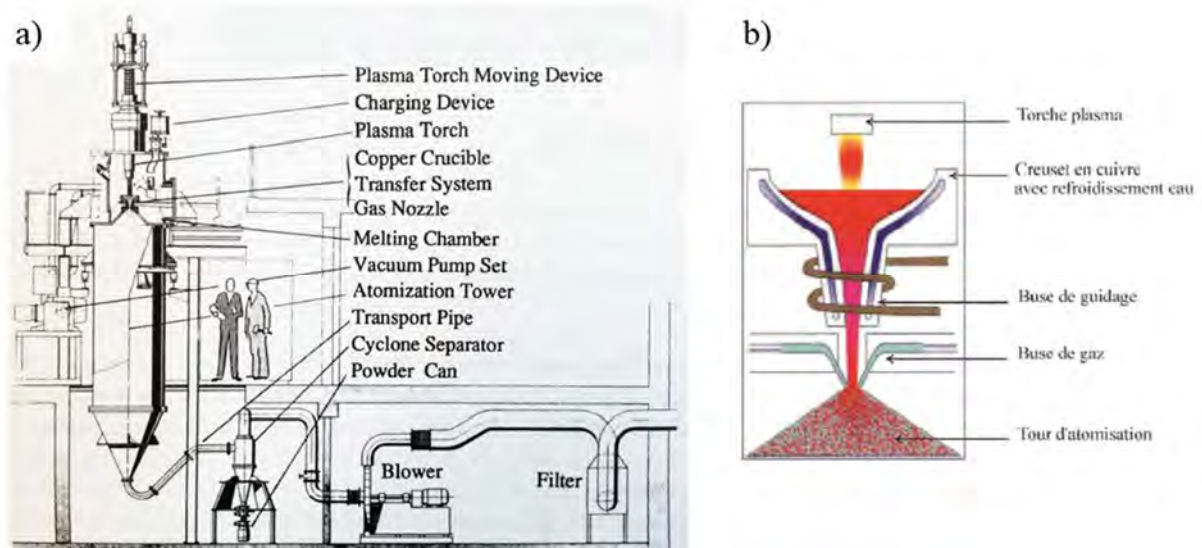 a)
Plasma Torch Moving Device
Charging Device
Plasma Torch
Copper Crucible
Transfer System
Gas Nozzle
Melting Chamber
Vacuum Pump Set
Atomization Tower
Transport Pipe
Cyclone Separator
Powder Can
Blower
Filter
b)
Torche plasma
Creuset en cuivre
avec refroidissement eau
Buse de guidage
Buse de gaz
Tour d'atomisation